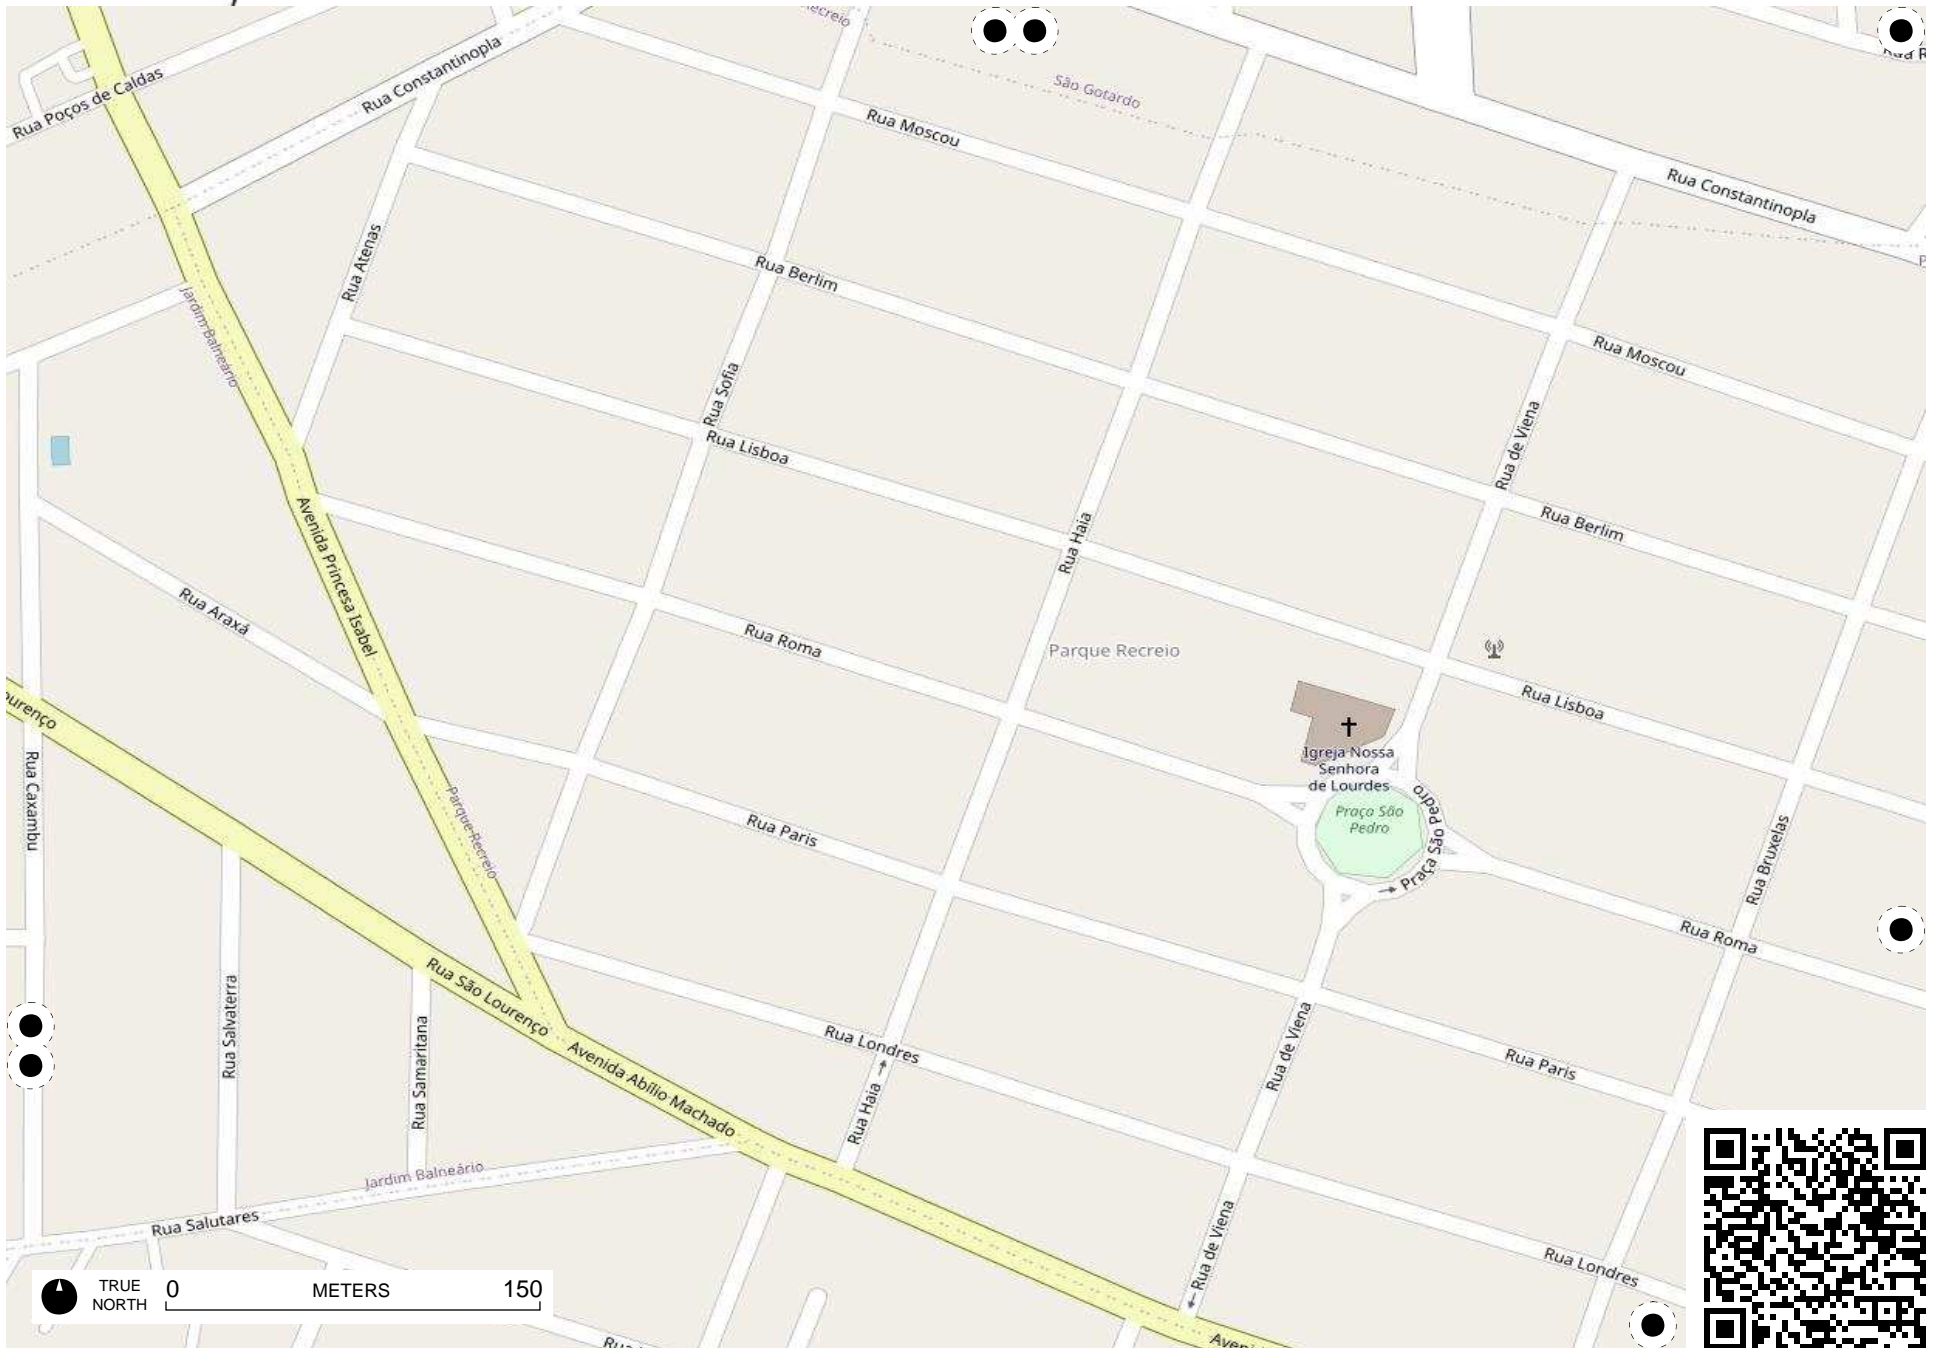 Recreio
Rua Constantinopla
Rua Poços de Caldas
São Gotardo
Rua Moscou
Rua Constantinopla
Rua Atenas
Rua Berlim
Jardim Balneário
Rua Moscou
Rua Sofia
Rua Lisboa
Rua de Viena
Rua Berlim
Rua Haia
Avenida Princesa Isabel
Rua Araxá
Rua Roma
Parque Recreio
Rua Lisboa
Igreja Nossa
Senhora
de Lourdes
Praça São
Pedro
Praça São Pedro
Rua Caxambu
Parque Recreio
Rua Paris
Rua Bruxelas
Rua Roma
Rua São Lourenço
Rua Salvaterra
Rua Samaritana
Avenida Abílio Machado
Rua Londres
Rua Haia
Rua de Viena
Rua Paris
Jardim Balneário
Rua Salutares
Rua de Viena
Rua Londres
TRUE
NORTH
0 METERS 150